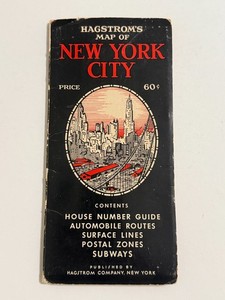 HAGSTROM'S
MAP OF
NEW YORK
CITY
PRICE 60¢
CONTENTS
HOUSE NUMBER GUIDE
AUTOMOBILE ROUTES
SURFACE LINES
POSTAL ZONES
SUBWAYS
PUBLISHED BY
HAGSTROM COMPANY, NEW YORK